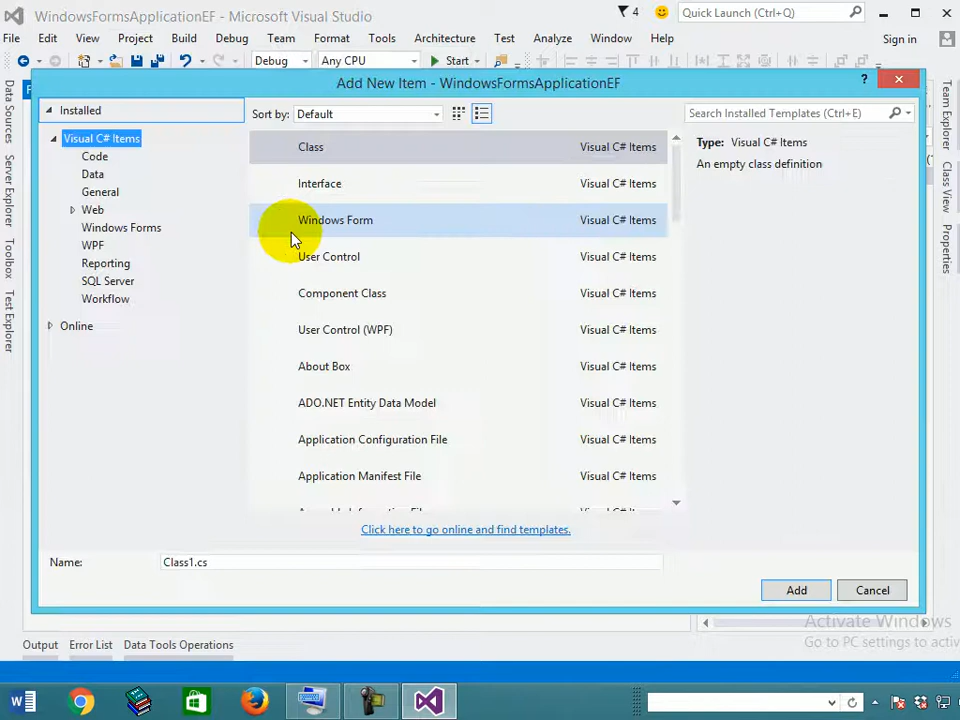 WindowsFormsApplicationEF - Microsoft Visual Studio
4
Quick Launch (Ctrl+Q)
File Edit View Project Build Debug Team Format Tools Architecture Test Analyze Window Help
Sign in
Debug Any CPU Start
Add New Item - WindowsFormsApplicationEF
?
Data Sources
Server Explorer
Toolbox
Test Explorer
Installed
Visual C# Items
Code
Data
General
Web
Windows Forms
WPF
Reporting
SQL Server
Workflow
Online
Sort by: Default
Class Visual C# Items
Interface Visual C# Items
Windows Form Visual C# Items
User Control Visual C# Items
Component Class Visual C# Items
User Control (WPF) Visual C# Items
About Box Visual C# Items
ADO.NET Entity Data Model Visual C# Items
Application Configuration File Visual C# Items
Application Manifest File Visual C# Items
Click here to go online and find templates.
Search Installed Templates (Ctrl+E)
Type: Visual C# Items
An empty class definition
Team Explorer
Class View
Properties
Name: Class1.cs
Add Cancel
Activate Windows
Go to PC settings to activ
Output Error List Data Tools Operations